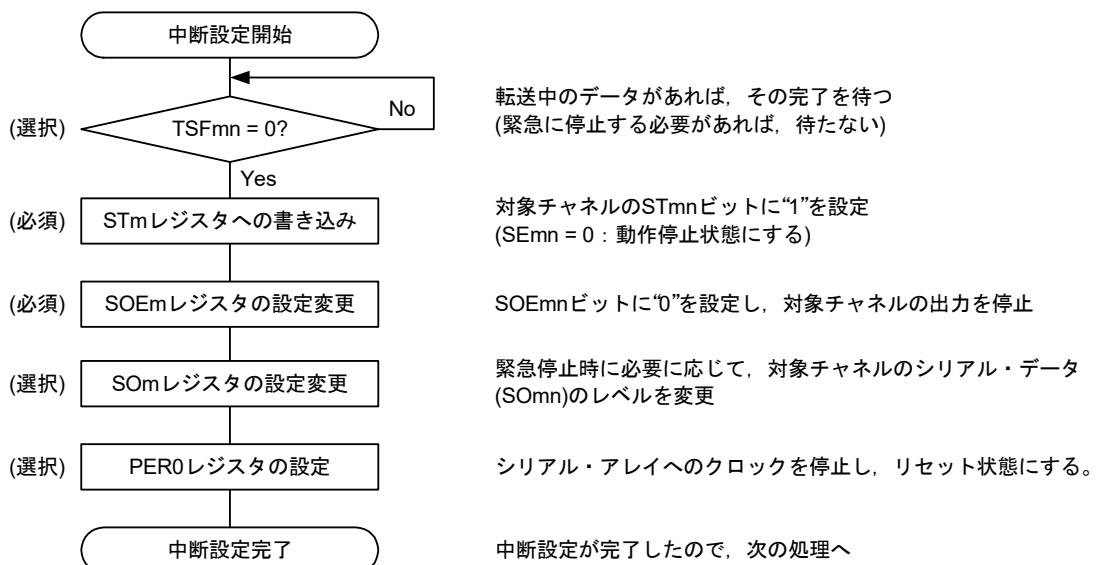 中断設定開始
(選択)
TSFmn = 0?
No
転送中のデータがあれば，その完了を待つ
(緊急に停止する必要があれば，待たない)
Yes
(必須)
STmレジスタへの書き込み
対象チャネルのSTmnビットに“1”を設定
(SEmn = 0：動作停止状態にする)
(必須)
SOEmレジスタの設定変更
SOEmnビットに“0”を設定し，対象チャネルの出力を停止
(選択)
SOmレジスタの設定変更
緊急停止時に必要に応じて，対象チャネルのシリアル・データ
(SOmn)のレベルを変更
(選択)
PER0レジスタの設定
シリアル・アレイへのクロックを停止し，リセット状態にする。
中断設定完了
中断設定が完了したので，次の処理へ